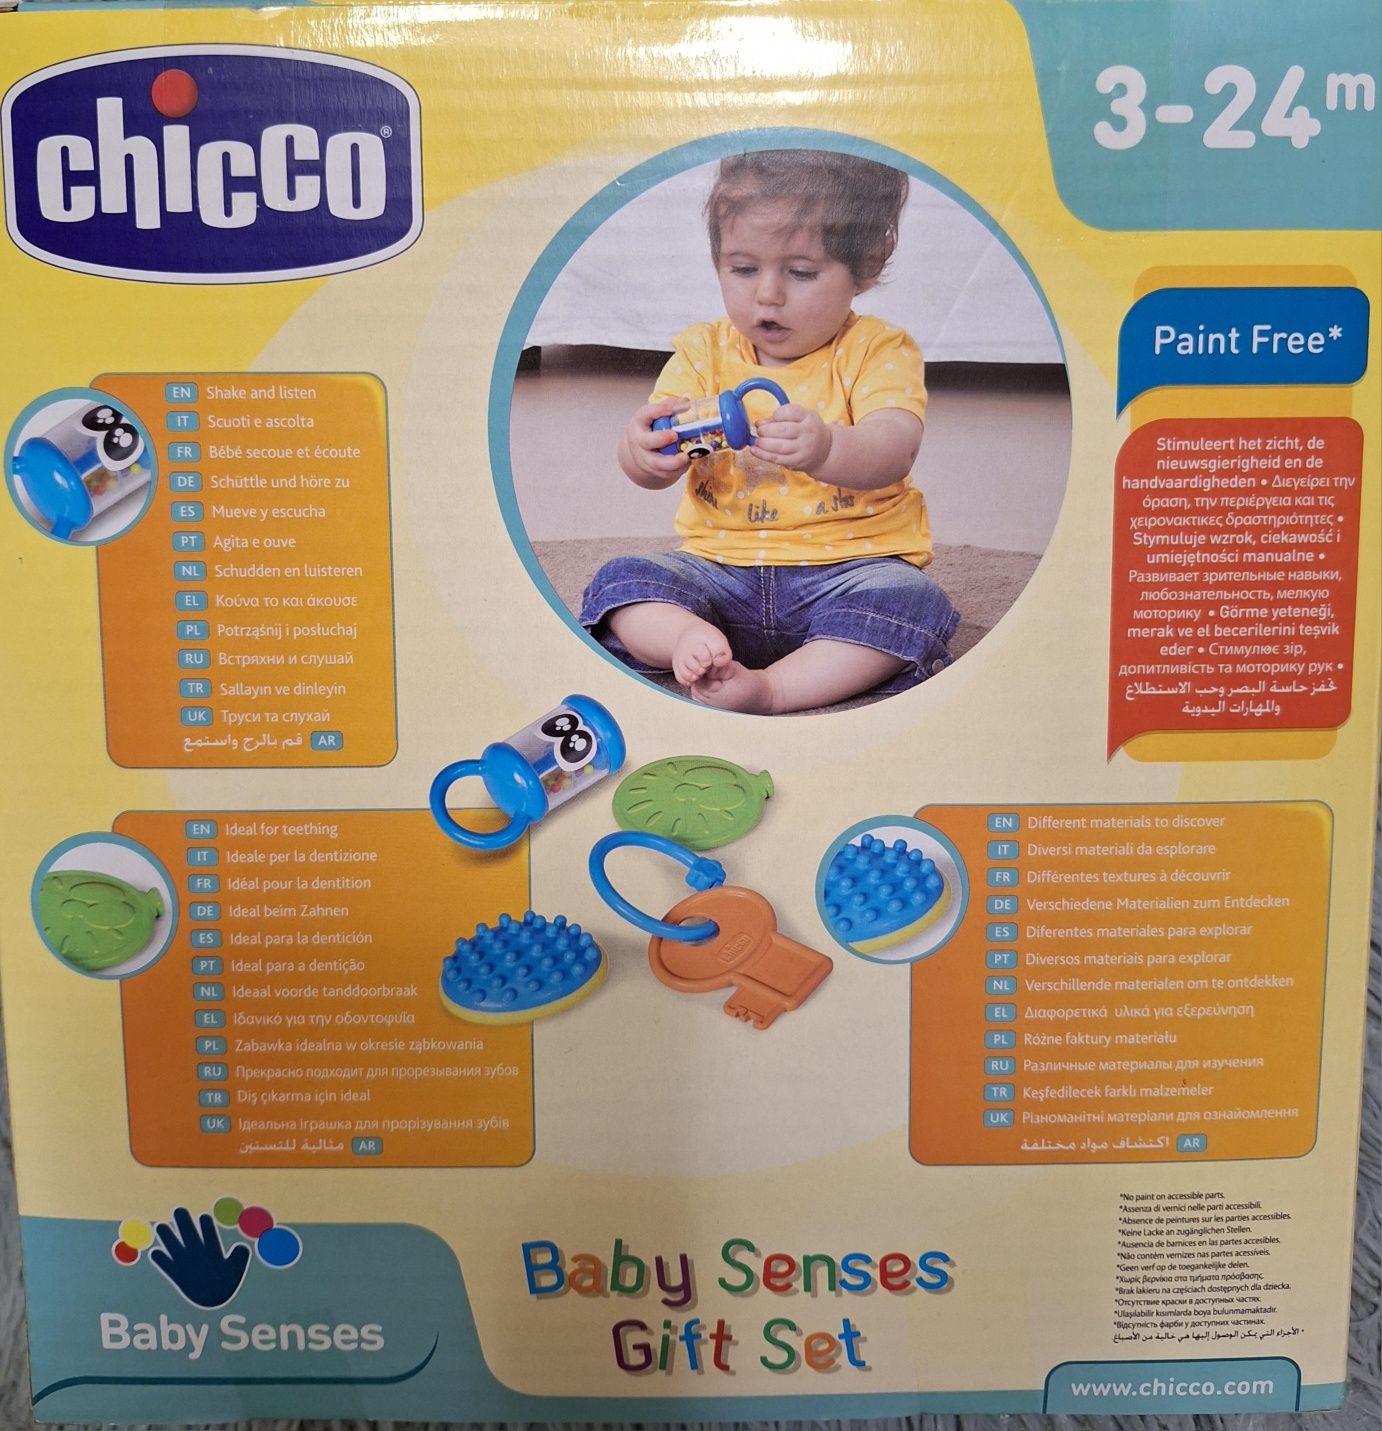 chicco®
3-24m
Paint Free*
EN Shake and listen
IT Scuoti e ascolta
FR Bébé secoue et écoute
DE Schüttle und höre zu
ES Mueve y escucha
PT Agita e ouve
NL Schudden en luisteren
EL Κούνα το και άκουσε
PL Potrząśnij i posłuchaj
RU Встряхни и слушай
TR Sallayın ve dinleyin
UK Труси та слухай
AR قم بالرج واستمع
shine like a star
Stimuleert het zicht, de
nieuwsgierigheid en de
handvaardigheden • Διεγείρει την
όραση, την περιέργεια και τις
χειρονακτικες δραστηριότητες •
Stymuluje wzrok, ciekawość i
umiejętności manualne •
Развивает зрительные навыки,
любознательность, мелкую
моторику • Görme yeteneği,
merak ve el becerilerini teşvik
eder • Стимулює зір,
допитливість та моторику рук •
تحفز حاسة البصر وحب الاستطلاع
والمهارات اليدوية
EN Ideal for teething
IT Ideale per la dentizione
FR Idéal pour la dentition
DE Ideal beim Zahnen
ES Ideal para la dentición
PT Ideal para a dentição
NL Ideaal voorde tanddoorbraak
EL Ιδανικό για την οδοντοφυΐα
PL Zabawka idealna w okresie ząbkowania
RU Прекрасно подходит для прорезывания зубов
TR Diş çıkarma için ideal
UK Ідеальна іграшка для прорізування зубів
AR مثالية للتسنين
chicco
EN Different materials to discover
IT Diversi materiali da esplorare
FR Différentes textures à découvrir
DE Verschiedene Materialien zum Entdecken
ES Diferentes materiales para explorar
PT Diversos materiais para explorar
NL Verschillende materialen om te ontdekken
EL Διαφορετικά υλικά για εξερεύνηση
PL Różne faktury materiału
RU Различные материалы для изучения
TR Keşfedilecek farklı malzemeler
UK Різноманітні матеріали для ознайомлення
AR اكتشاف مواد مختلفة
Baby Senses
Baby Senses
Gift Set
*No paint on accessible parts.
*Assenza di vernici nelle parti accessibili.
*Absence de peintures sur les parties accessibles.
*Keine Lacke an zugänglichen Stellen.
*Ausencia de barnices en las partes accesibles.
*Não contém vernizes nas partes acessíveis.
*Geen verf op de toegankelijke delen.
*Χωρίς βερνίκια στα τμήματα πρόσβασης.
*Brak lakieru na częściach dostępnych dla dziecka.
*Отсутствие краски в доступных частях.
*Ulaşılabilir kısımlarda boya bulunmamaktadır.
*Відсутність фарби у доступних частинах.
* الأجزاء التي يمكن الوصول إليها هي خالية من الأصباغ
www.chicco.com